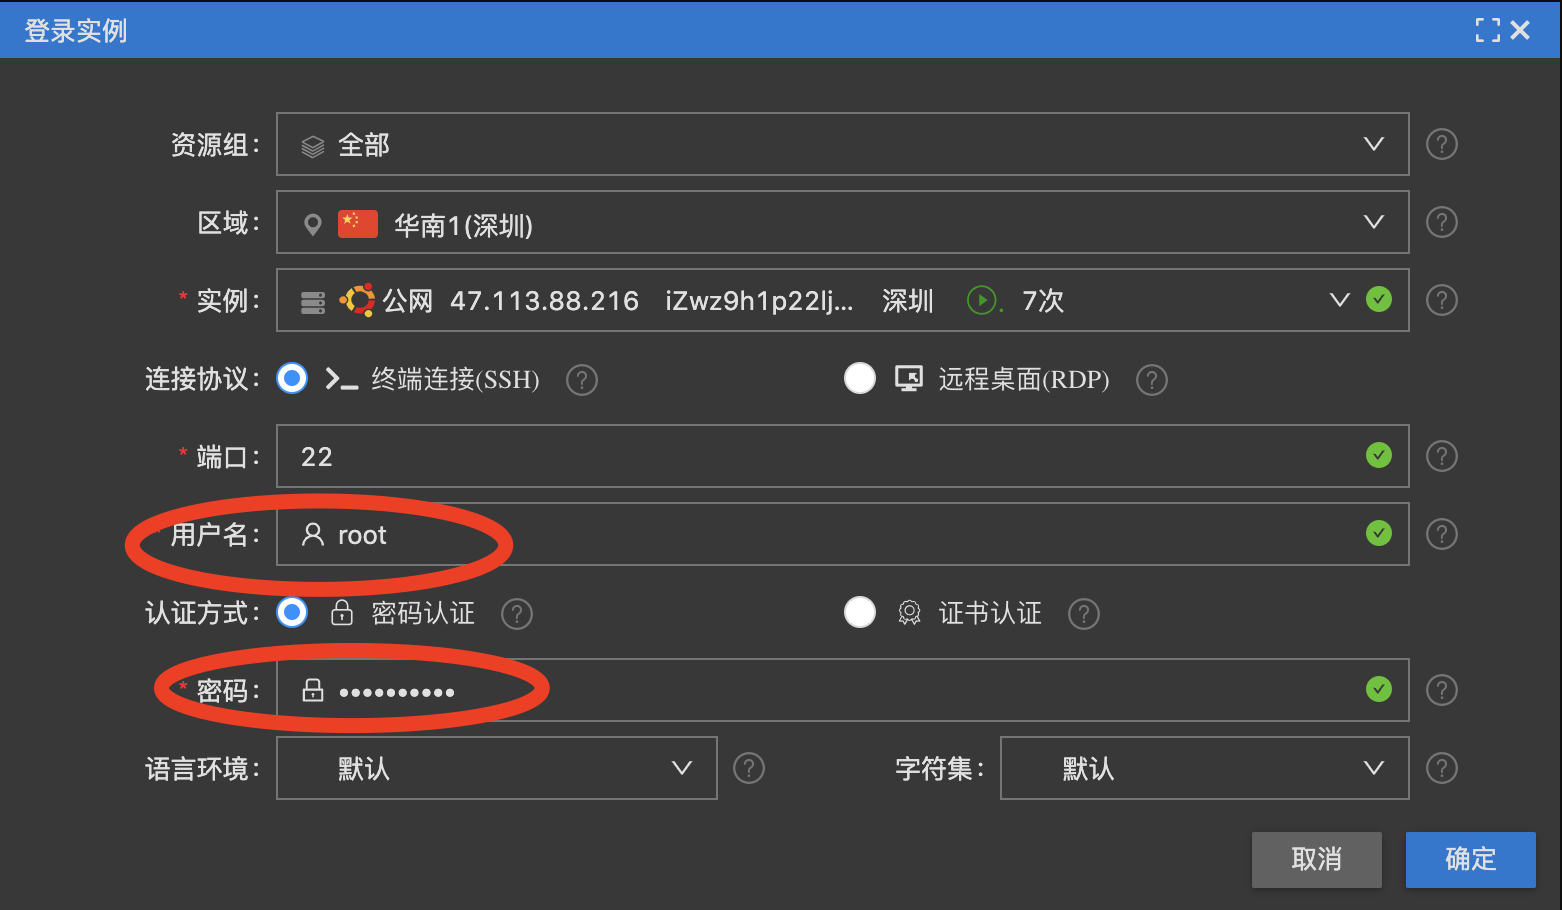 登录实例
资源组: 全部
区域: 华南1(深圳)
* 实例: 公网 47.113.88.216 iZwz9h1p22lj... 深圳 7次
连接协议: 终端连接(SSH) ? 远程桌面(RDP) ?
* 端口: 22
* 用户名: root
认证方式: 密码认证 ? 证书认证 ?
* 密码: ••••••••••
语言环境: 默认 ? 字符集: 默认 ?
取消 确定